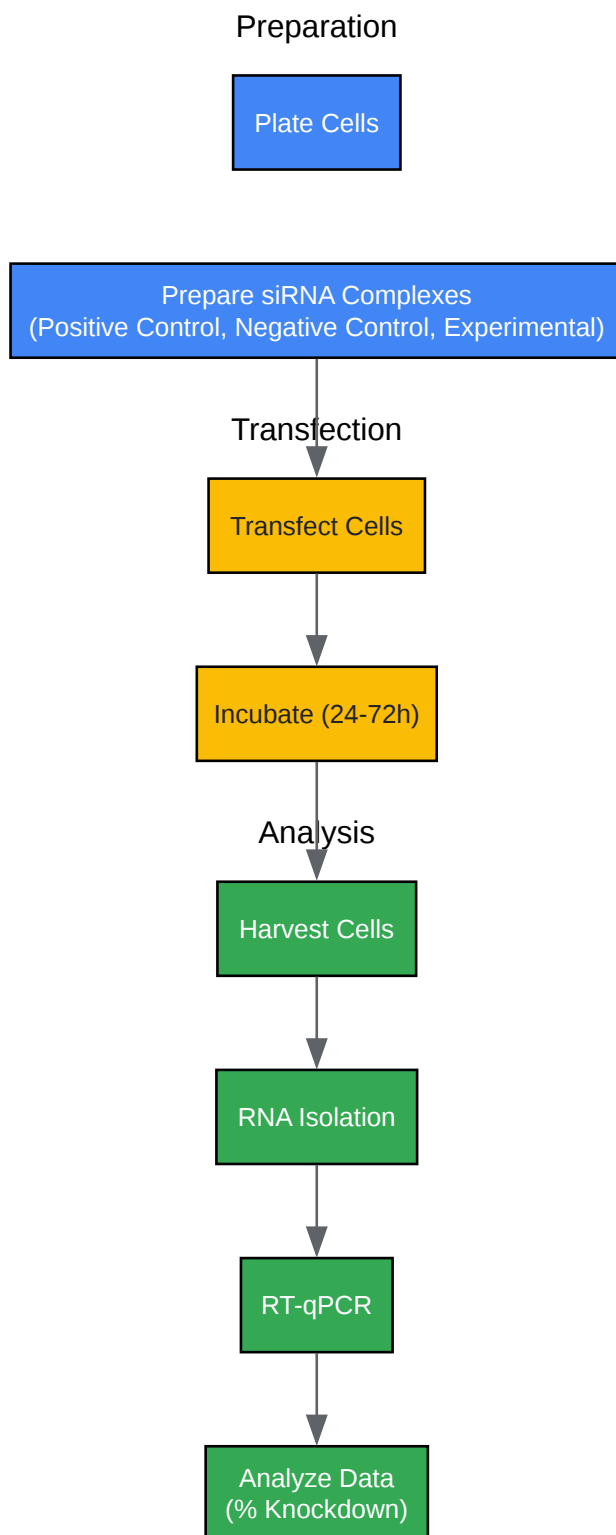 Preparation
Plate Cells
Prepare siRNA Complexes
(Positive Control, Negative Control, Experimental)
Transfection
Transfect Cells
Incubate (24-72h)
Analysis
Harvest Cells
RNA Isolation
RT-qPCR
Analyze Data
(% Knockdown)